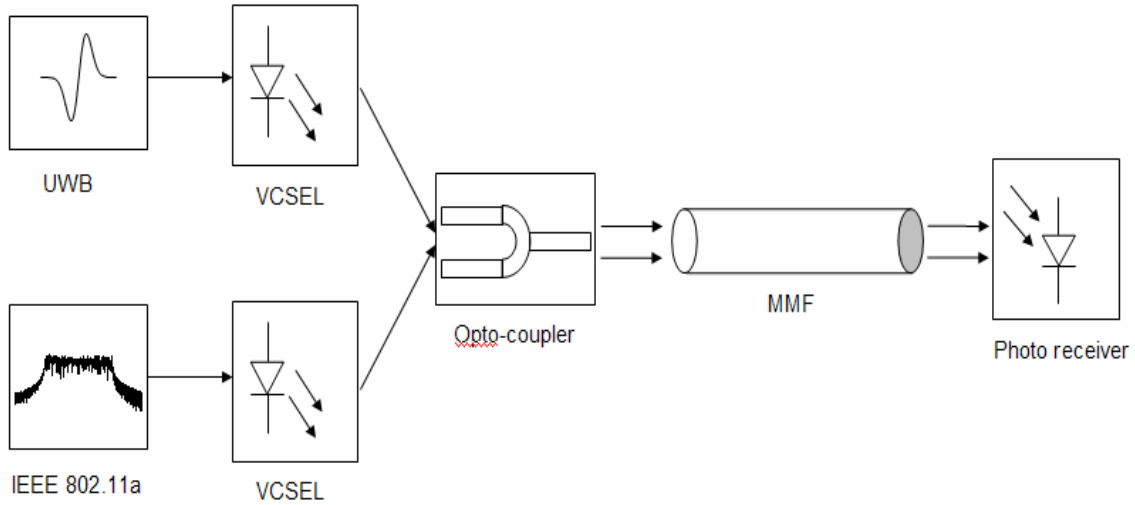 UWB
VCSEL
Opto-coupler
MMF
Photo receiver
IEEE 802.11a
VCSEL